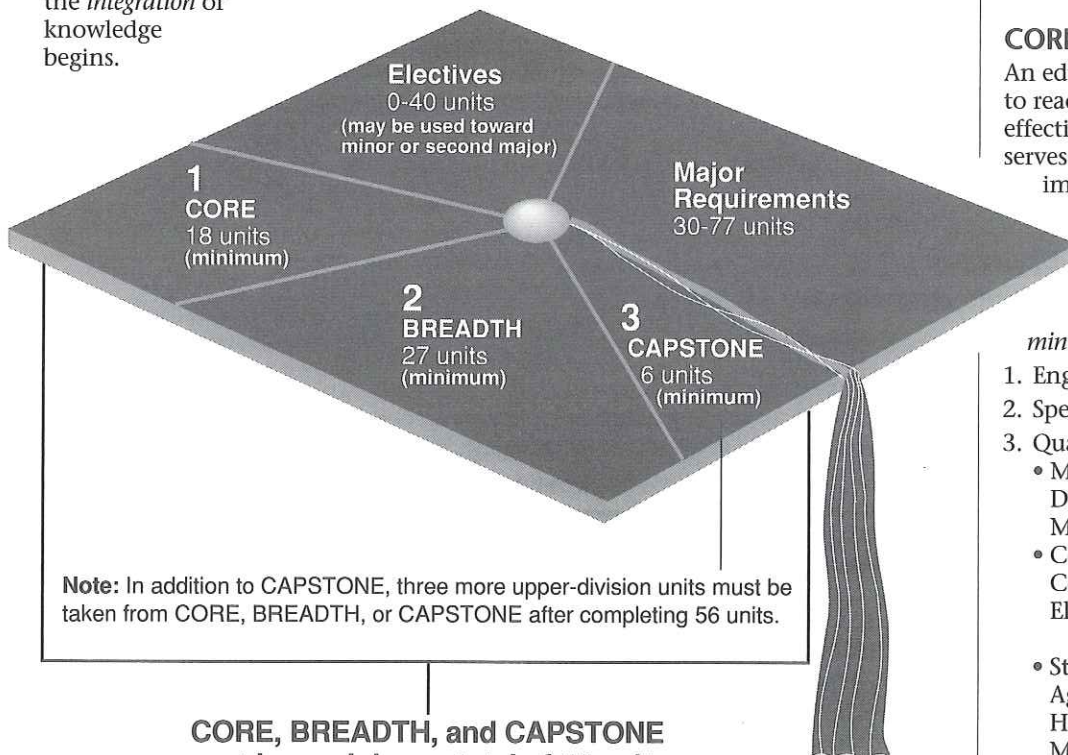 the integration of
knowledge
begins.
Electives
0-40 units
(may be used toward
minor or second major)
1
CORE
18 units
(minimum)
Major
Requirements
30-77 units
2
BREADTH
27 units
(minimum)
3
CAPSTONE
6 units
(minimum)
Note: In addition to CAPSTONE, three more upper-division units must be
taken from CORE, BREADTH, or CAPSTONE after completing 56 units.
CORE, BREADTH, and CAPSTONE
CORE
An ed
to reac
effecti
serves
im
min
1. Eng
2. Spe
3. Qua
• M
D
M
• C
C
El
• St
Ag
H
M